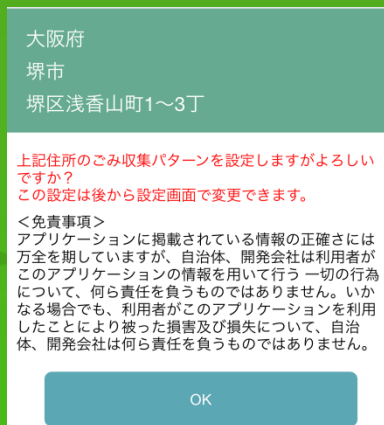 大阪府
堺市
堺区浅香山町1〜3丁
上記住所のごみ収集パターンを設定しますがよろしい
ですか？
この設定は後から設定画面で変更できます。
＜免責事項＞
アプリケーションに掲載されている情報の正確さには
万全を期していますが、自治体、開発会社は利用者が
このアプリケーションの情報を用いて行う 一切の行為
について、何ら責任を負うものではありません。いか
なる場合でも、利用者がこのアプリケーションを利用
したことにより被った損害及び損失について、自治
体、開発会社は何ら責任を負うものではありません。
OK